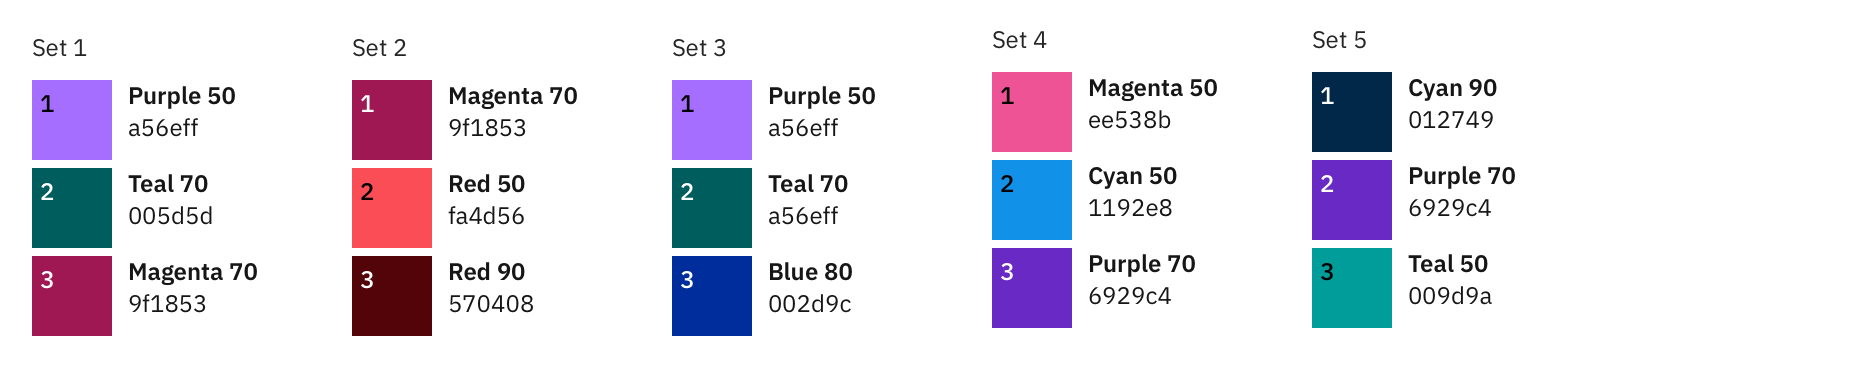 Set 1
1
Purple 50
a56eff
2
Teal 70
005d5d
3
Magenta 70
9f1853
Set 2
1
Magenta 70
9f1853
2
Red 50
fa4d56
3
Red 90
570408
Set 3
1
Purple 50
a56eff
2
Teal 70
a56eff
3
Blue 80
002d9c
Set 4
1
Magenta 50
ee538b
2
Cyan 50
1192e8
3
Purple 70
6929c4
Set 5
1
Cyan 90
012749
2
Purple 70
6929c4
3
Teal 50
009d9a